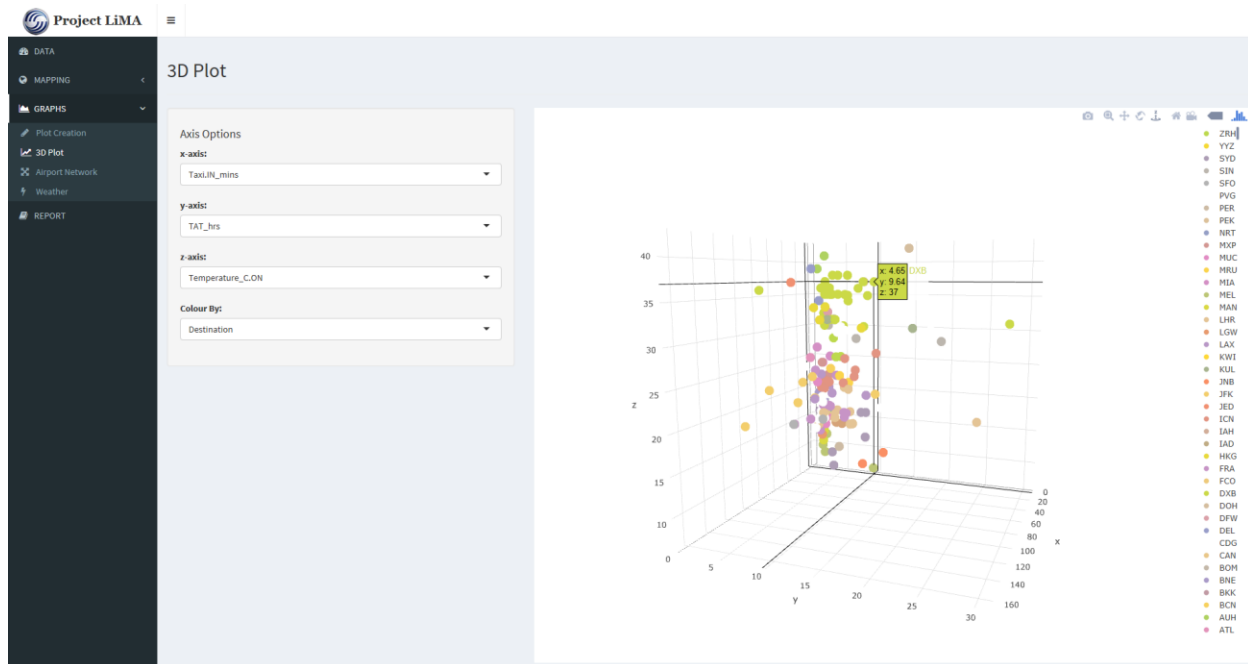 Project LiMA
DATA
MAPPING
GRAPHS
Plot Creation
3D Plot
Airport Network
Weather
REPORT
3D Plot
Axis Options
x-axis:
Taxi.IN_mins
y-axis:
TAT_hrs
z-axis:
Temperature_C.ON
Colour By:
Destination
40
35
30
25
20
15
10
z
0
5
10
15
20
25
30
y
0
20
40
60
80
100
120
140
160
x
x: 4.65 DXB
y: 9.64
z: 37
ZRH
YYZ
SYD
SIN
SFO
PVG
PER
PEK
NRT
MXP
MUC
MRU
MIA
MEL
MAN
LHR
LGW
LAX
KWI
KUL
JNB
JFK
JED
ICN
IAH
IAD
HKG
FRA
FCO
DXB
DOH
DFW
DEL
CDG
CAN
BOM
BNE
BKK
BCN
AUH
ATL